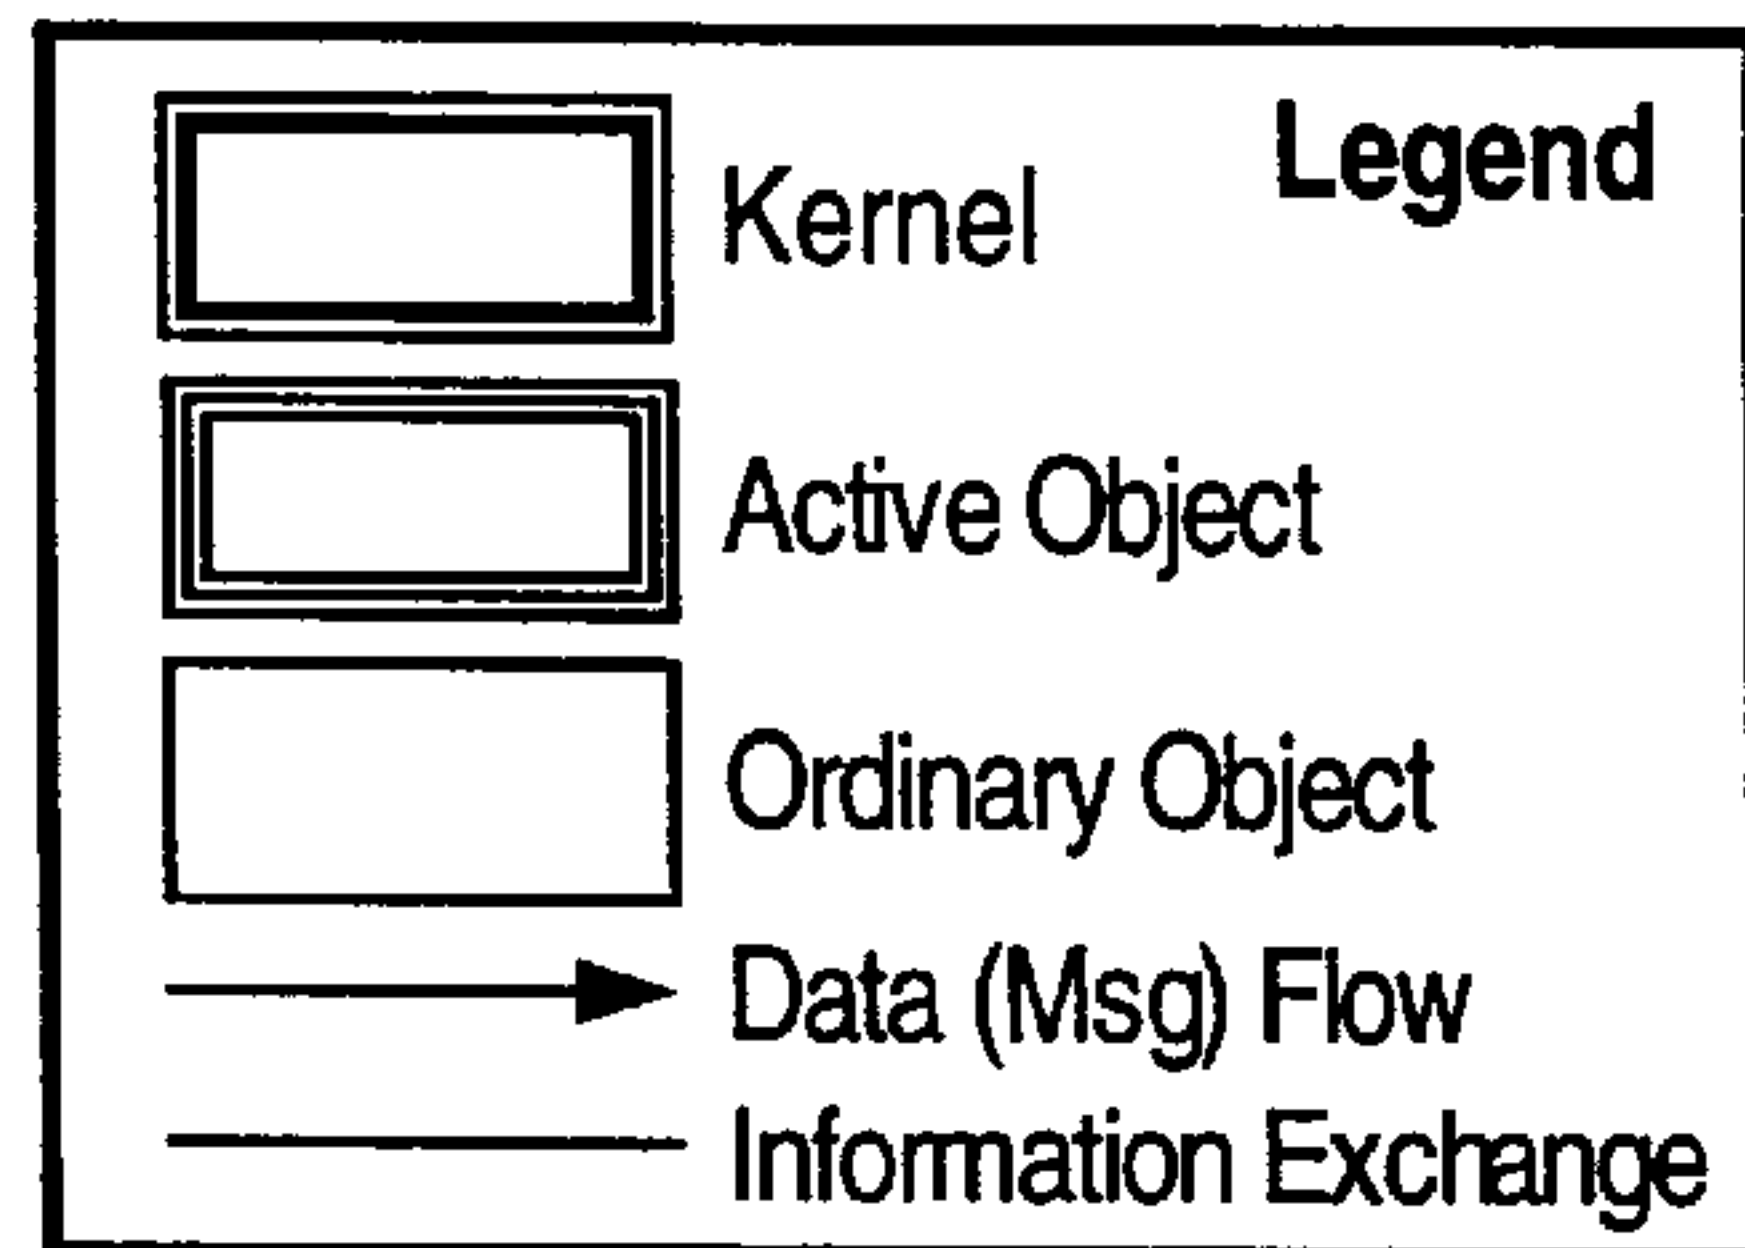 Legend
Kernel
Active Object
Ordinary Object
Data (Msg) Flow
Information Exchange